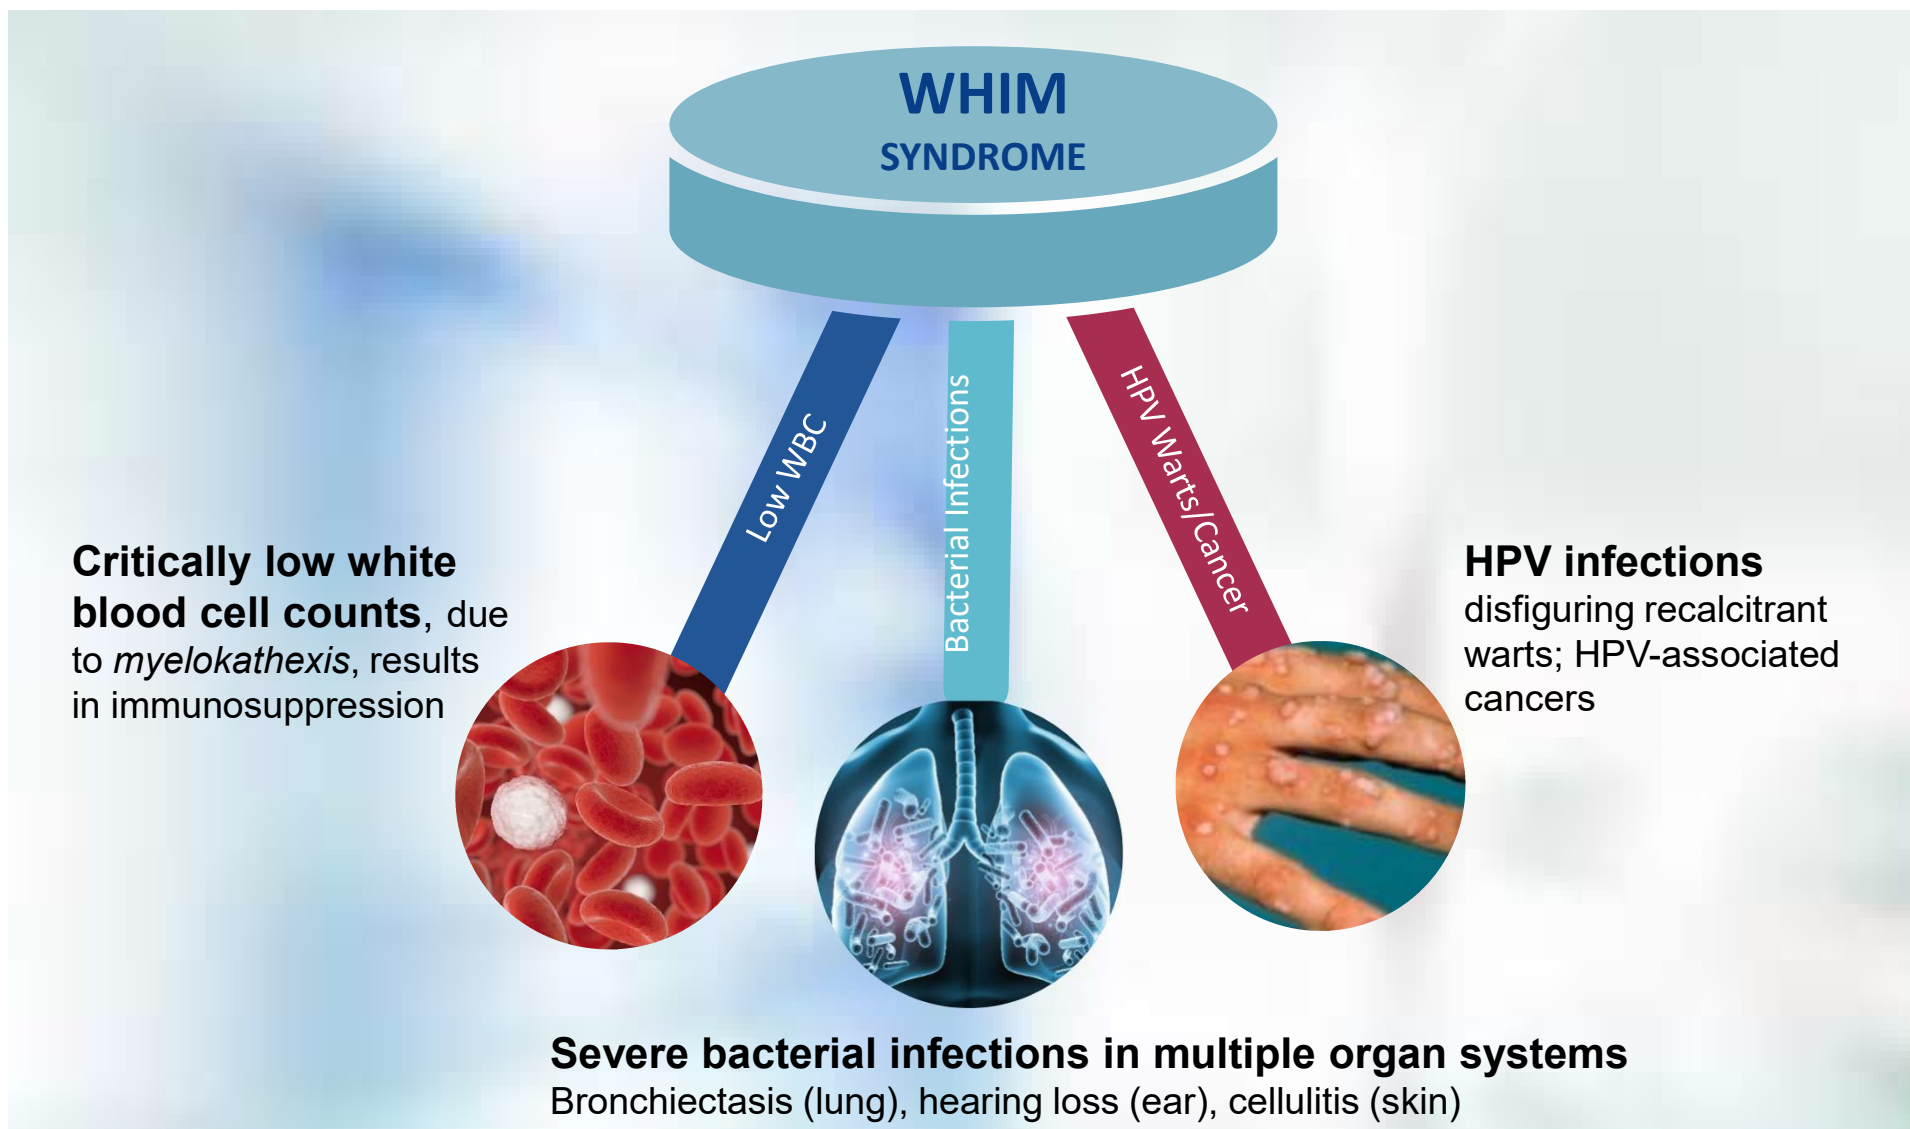 WHIM
SYNDROME
Low WBC
Bacterial Infections
HPV Warts/Cancer
Critically low white
blood cell counts, due
to myelokathexis, results
in immunosuppression
HPV infections
disfiguring recalcitrant
warts; HPV-associated
cancers
Severe bacterial infections in multiple organ systems
Bronchiectasis (lung), hearing loss (ear), cellulitis (skin)